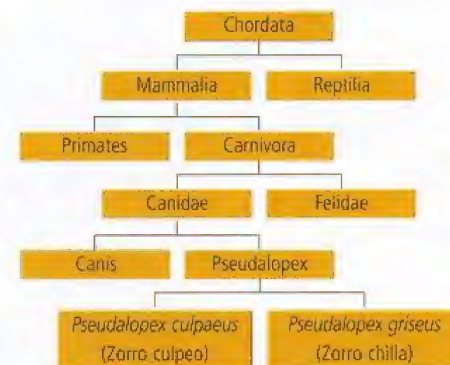 Chordata
Mammalia
Reptilia
Primates
Carnivora
Canidae
Felidae
Canis
Pseudalopex
Pseudalopex culpaeus
(Zorro culpeo)
Pseudalopex griseus
(Zorro chilla)